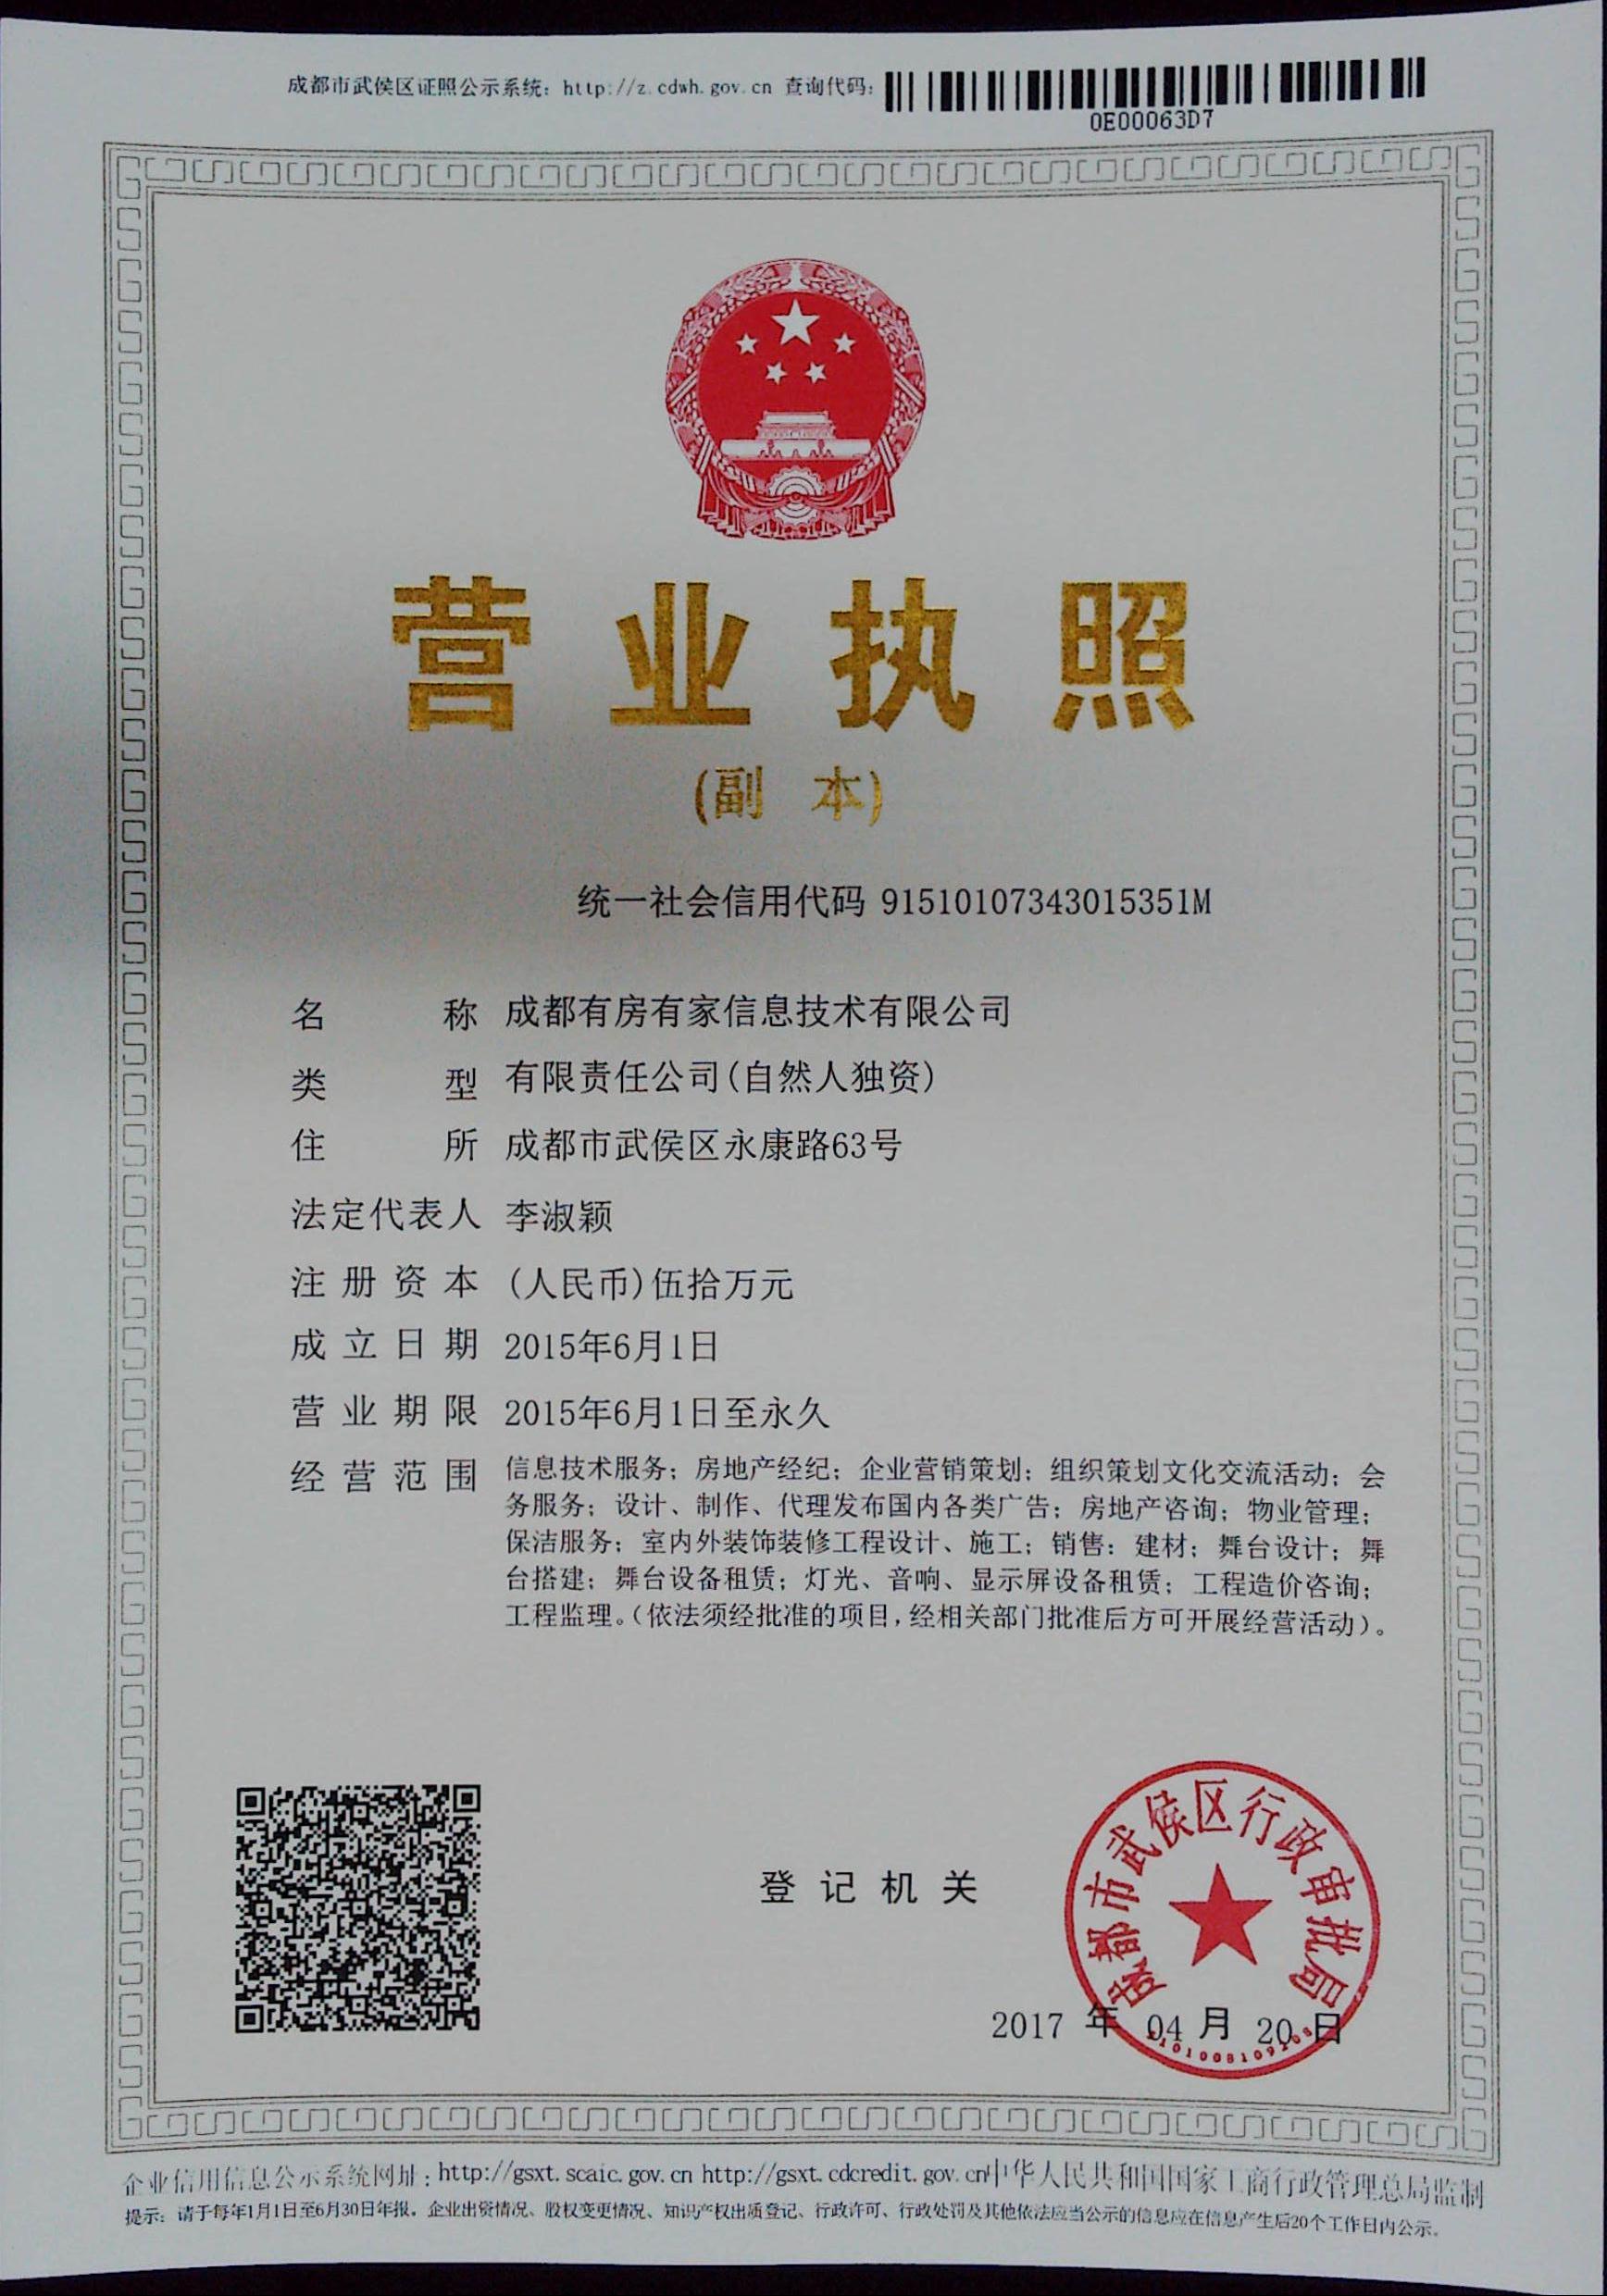 成都市武侯区证照公示系统：http://z.cdwh.gov.cn 查询代码：
0E00063D7
营业执照
(副 本)
统一社会信用代码 91510107343015351M
名 称 成都有房有家信息技术有限公司
类 型 有限责任公司(自然人独资)
住 所 成都市武侯区永康路63号
法定代表人 李淑颖
注册资本 (人民币)伍拾万元
成立日期 2015年6月1日
营业期限 2015年6月1日至永久
经营范围 信息技术服务；房地产经纪；企业营销策划；组织策划文化交流活动；会
务服务；设计、制作、代理发布国内各类广告；房地产咨询；物业管理；
保洁服务；室内外装饰装修工程设计、施工；销售：建材；舞台设计；舞
台搭建；舞台设备租赁；灯光、音响、显示屏设备租赁；工程造价咨询；
工程监理。（依法须经批准的项目，经相关部门批准后方可开展经营活动）。
成都市武侯区行政审批局
登记机关
2017 年 04 月 20 日
企业信用信息公示系统网址：http://gsxt.scaic.gov.cn http://gsxt.cdcredit.gov.cn中华人民共和国国家工商行政管理总局监制
提示：请于每年1月1日至6月30日年报。企业出资情况、股权变更情况、知识产权出质登记、行政许可、行政处罚及其他依法应当公示的信息应在信息产生后20个工作日内公示。